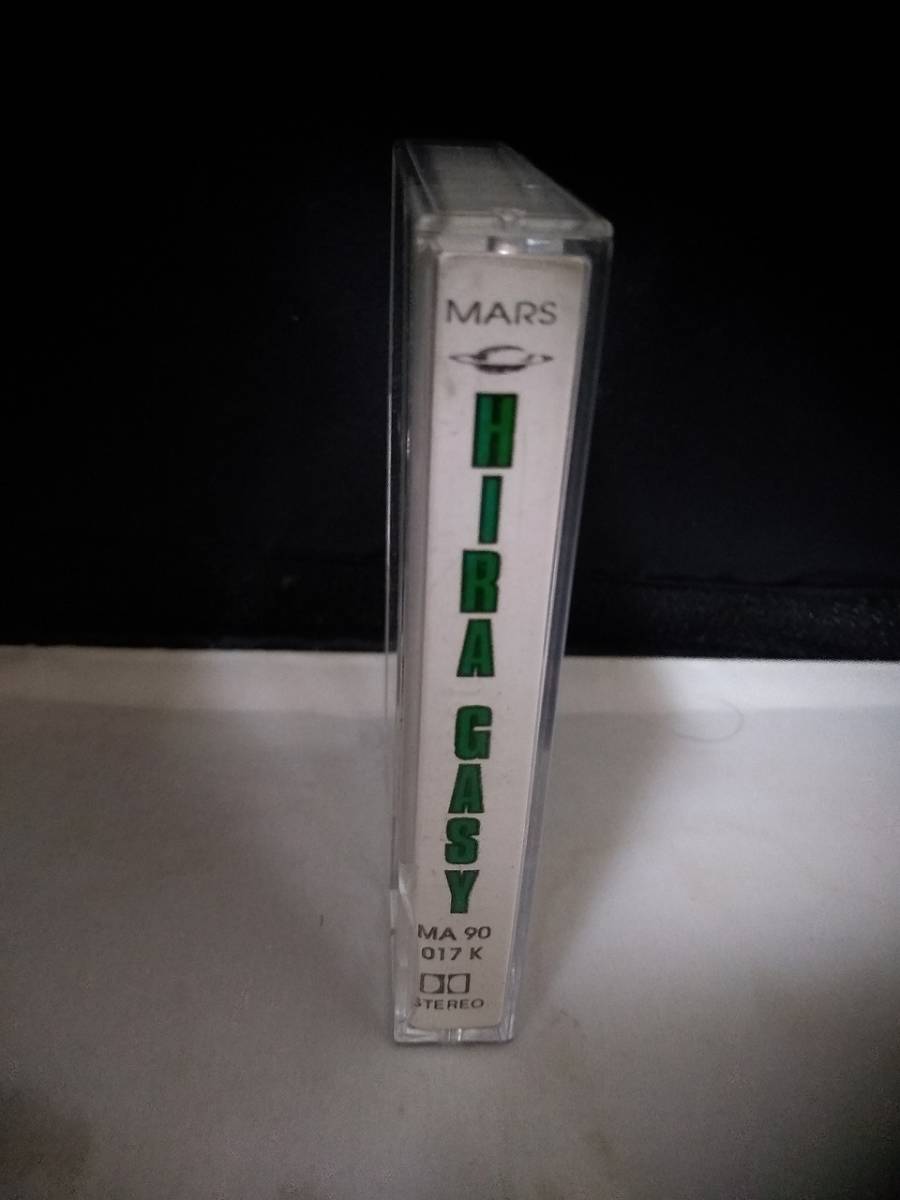 MARS
HIRA GASY
MA 90
017 K
STEREO